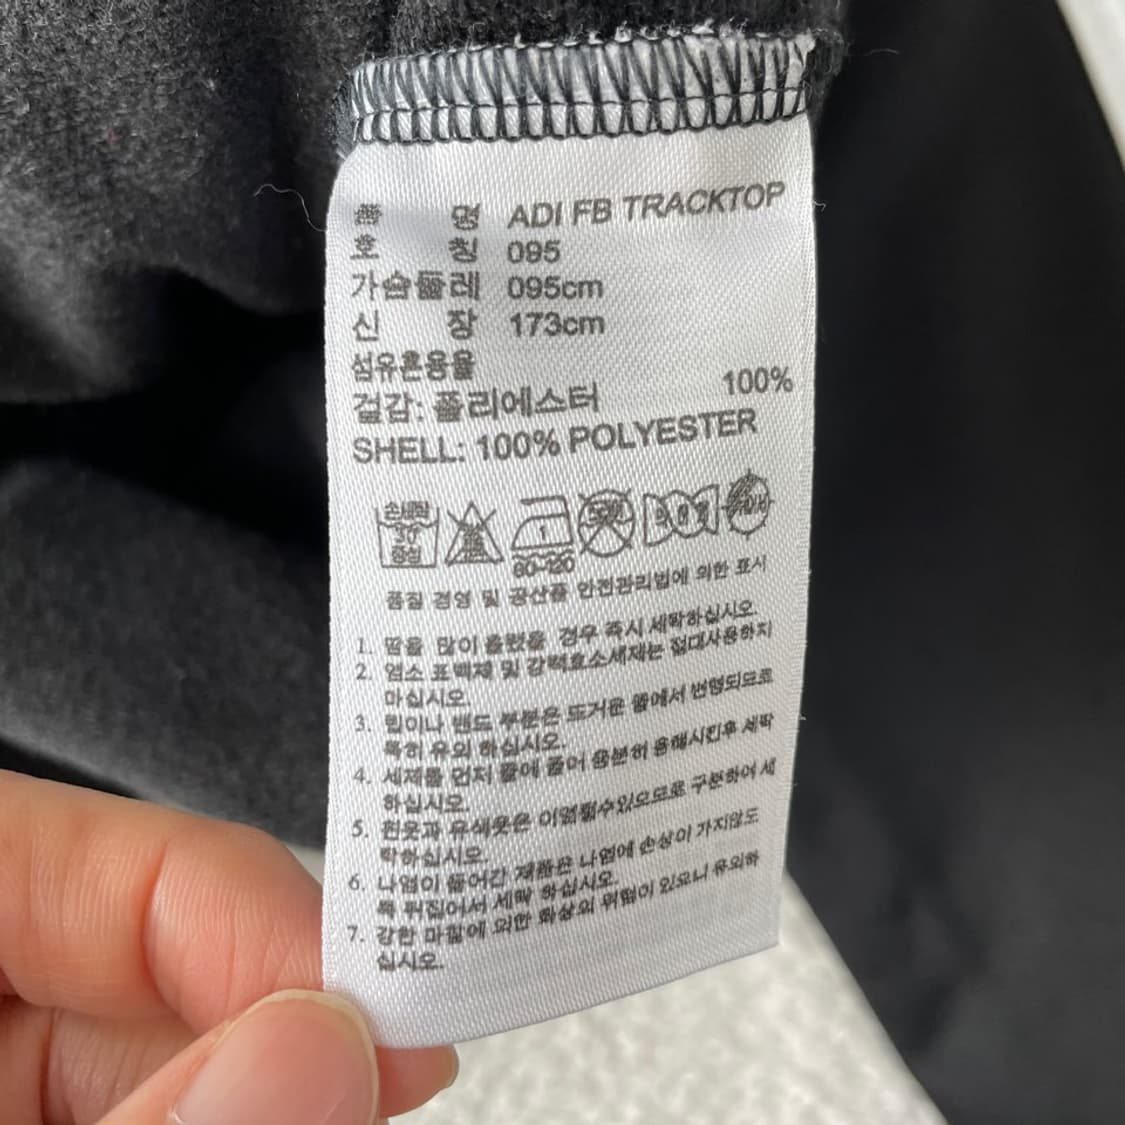 품 명 ADI FB TRACKTOP
호 칭 095
가슴둘레 095cm
신 장 173cm
섬유혼용율
겉감: 폴리에스터 100%
SHELL: 100% POLYESTER
손세탁 30 중성
1
80~120
품질 경영 및 공산품 안전관리법에 의한 표시
1. 땀을 많이 흘렸을 경우 즉시 세탁하십시오.
2. 염소 표백제 및 강력효소세제는 절대사용하지
마십시오.
3. 립이나 밴드 부분은 뜨거운 물에서 변형되므로
특히 유의 하십시오.
4. 세제를 먼저 물에 풀어 충분히 용해시킨후 세탁
하십시오.
5. 흰옷과 유색옷은 이염될수있으므로 구분하여 세
탁하십시오.
6. 나염이 들어간 제품은 나염에 손상이 가지않도
록 뒤집어서 세탁 하십시오.
7. 강한 마찰에 의한 화상의 위험이 있으니 유의하
십시오.